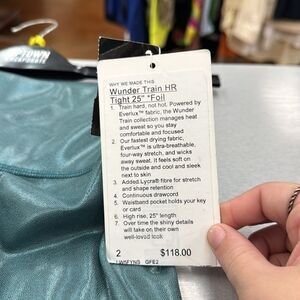 PTOWN
WHY WE MADE THIS
Wunder Train HR
Tight 25" *Foil
1. Train hard, not hot. Powered by
Everlux™ fabric, the Wunder
Train collection manages heat
and sweat so you stay
comfortable and focused
2. Our fastest drying fabric,
Everlux™ is ultra-breathable,
four-way stretch, and wicks
away sweat. It feels soft on
the outside and cool and sleek
next to skin
3. Added Lycra® fibre for stretch
and shape retention
4. Continuous drawcord
5. Waistband pocket holds your key
or card
6. High rise, 25" length
7. Over time the shiny details
will take on their own
well-loved look
2 $118.00
LW5FYNS GFE2